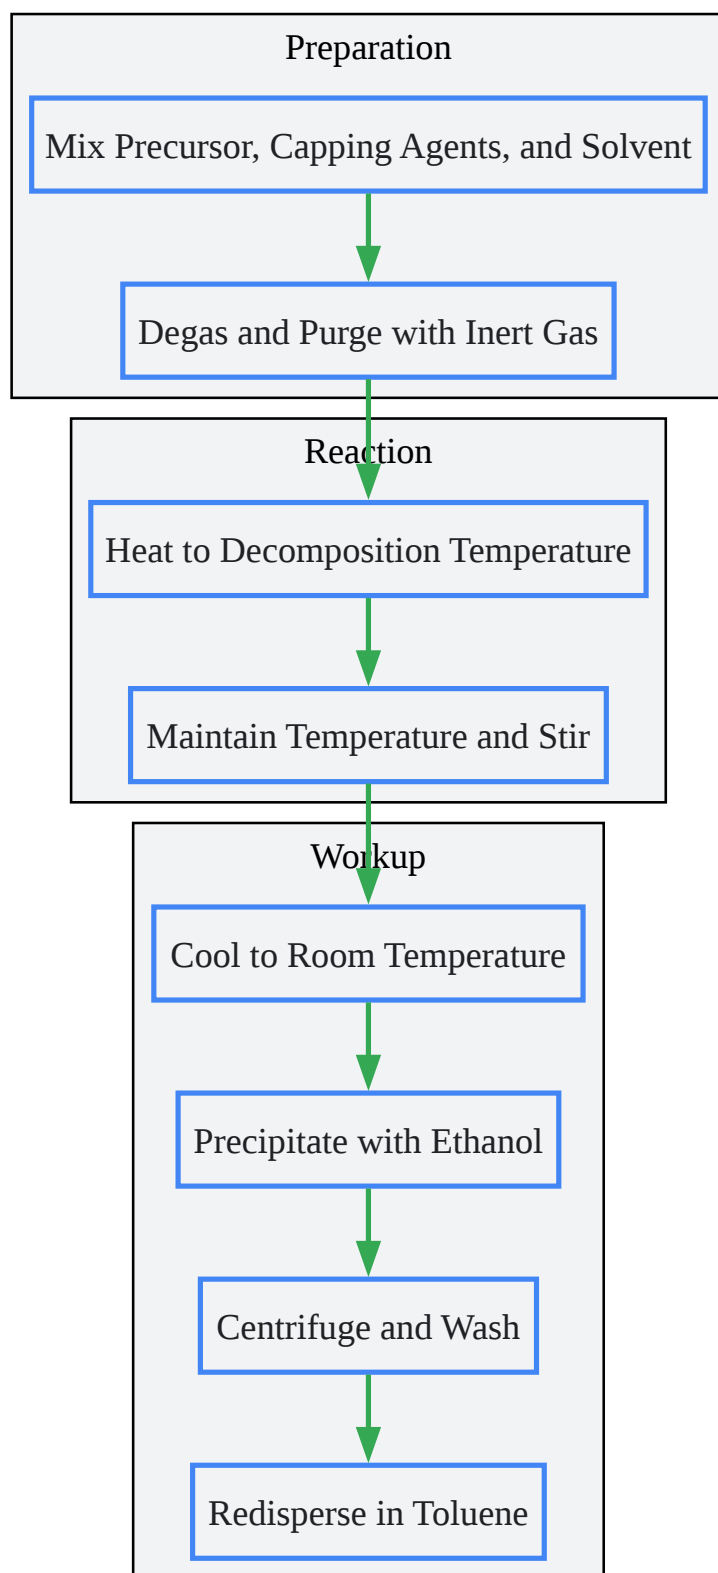 Preparation
Mix Precursor, Capping Agents, and Solvent
Degas and Purge with Inert Gas
Reaction
Heat to Decomposition Temperature
Maintain Temperature and Stir
Workup
Cool to Room Temperature
Precipitate with Ethanol
Centrifuge and Wash
Redisperse in Toluene